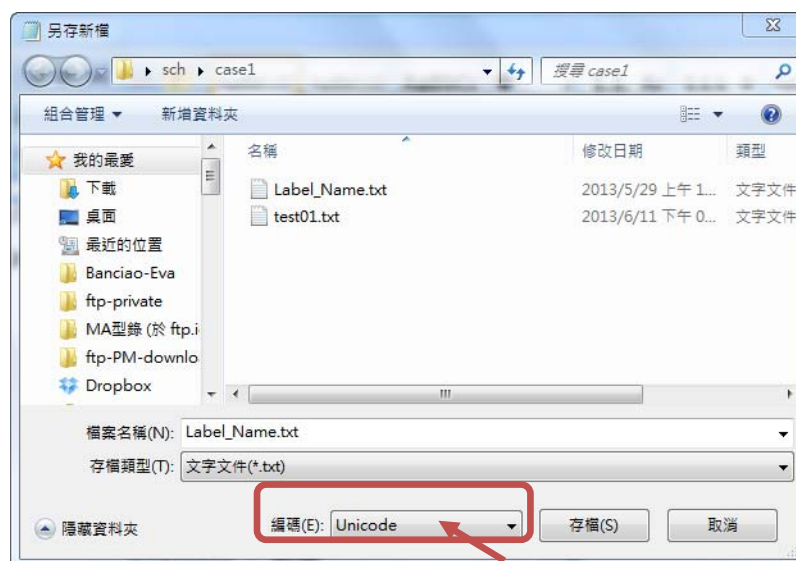 另存新檔
sch case1
搜尋 case1
組合管理 新增資料夾
名稱 修改日期 類型
我的最愛
下載
桌面
最近的位置
Banciao-Eva
ftp-private
MA型錄 (於 ftp.i
ftp-PM-downlo
Dropbox
Label_Name.txt 2013/5/29 上午 1... 文字文件
test01.txt 2013/6/11 下午 0... 文字文件
檔案名稱(N): Label_Name.txt
存檔類型(T): 文字文件(*.txt)
隱藏資料夾 編碼(E): Unicode 存檔(S) 取消